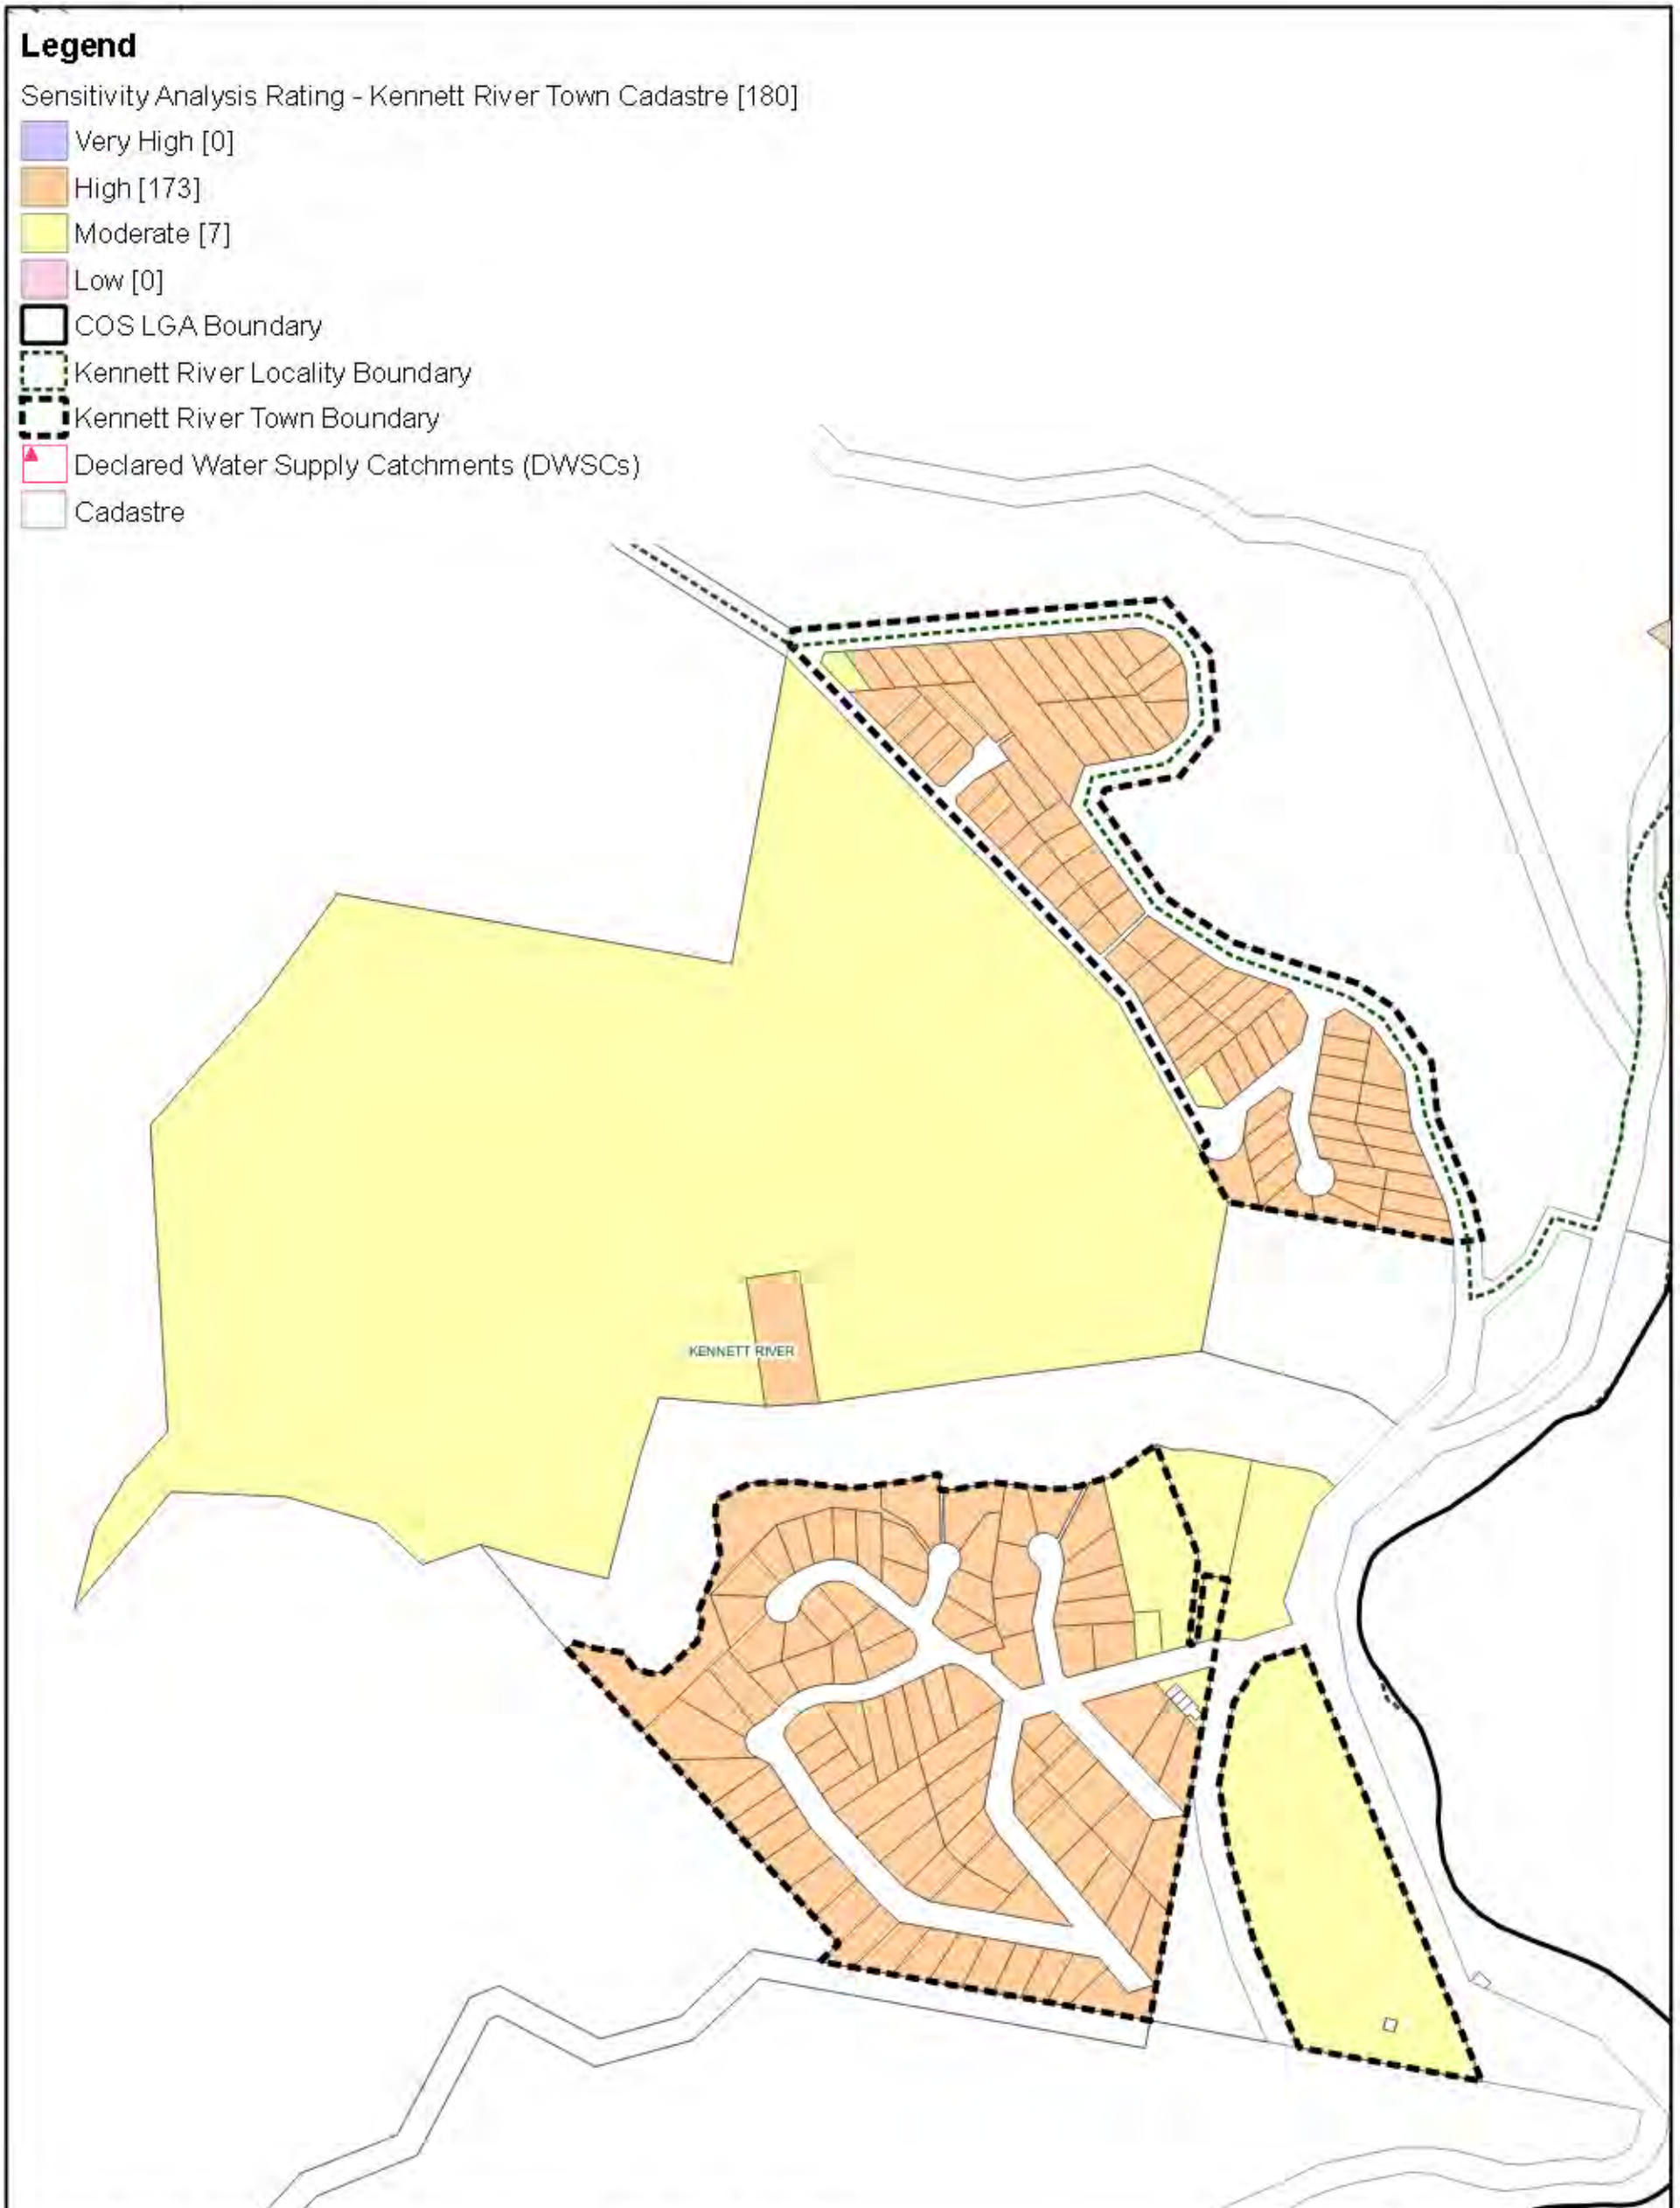 Legend
Sensitivity Analysis Rating - Kennett River Town Cadastre [180]
Very High [0]
High [173]
Moderate [7]
Low [0]
COS LGA Boundary
Kennett River Locality Boundary
Kennett River Town Boundary
Declared Water Supply Catchments (DWSCs)
Cadastre
KENNETT RIVER